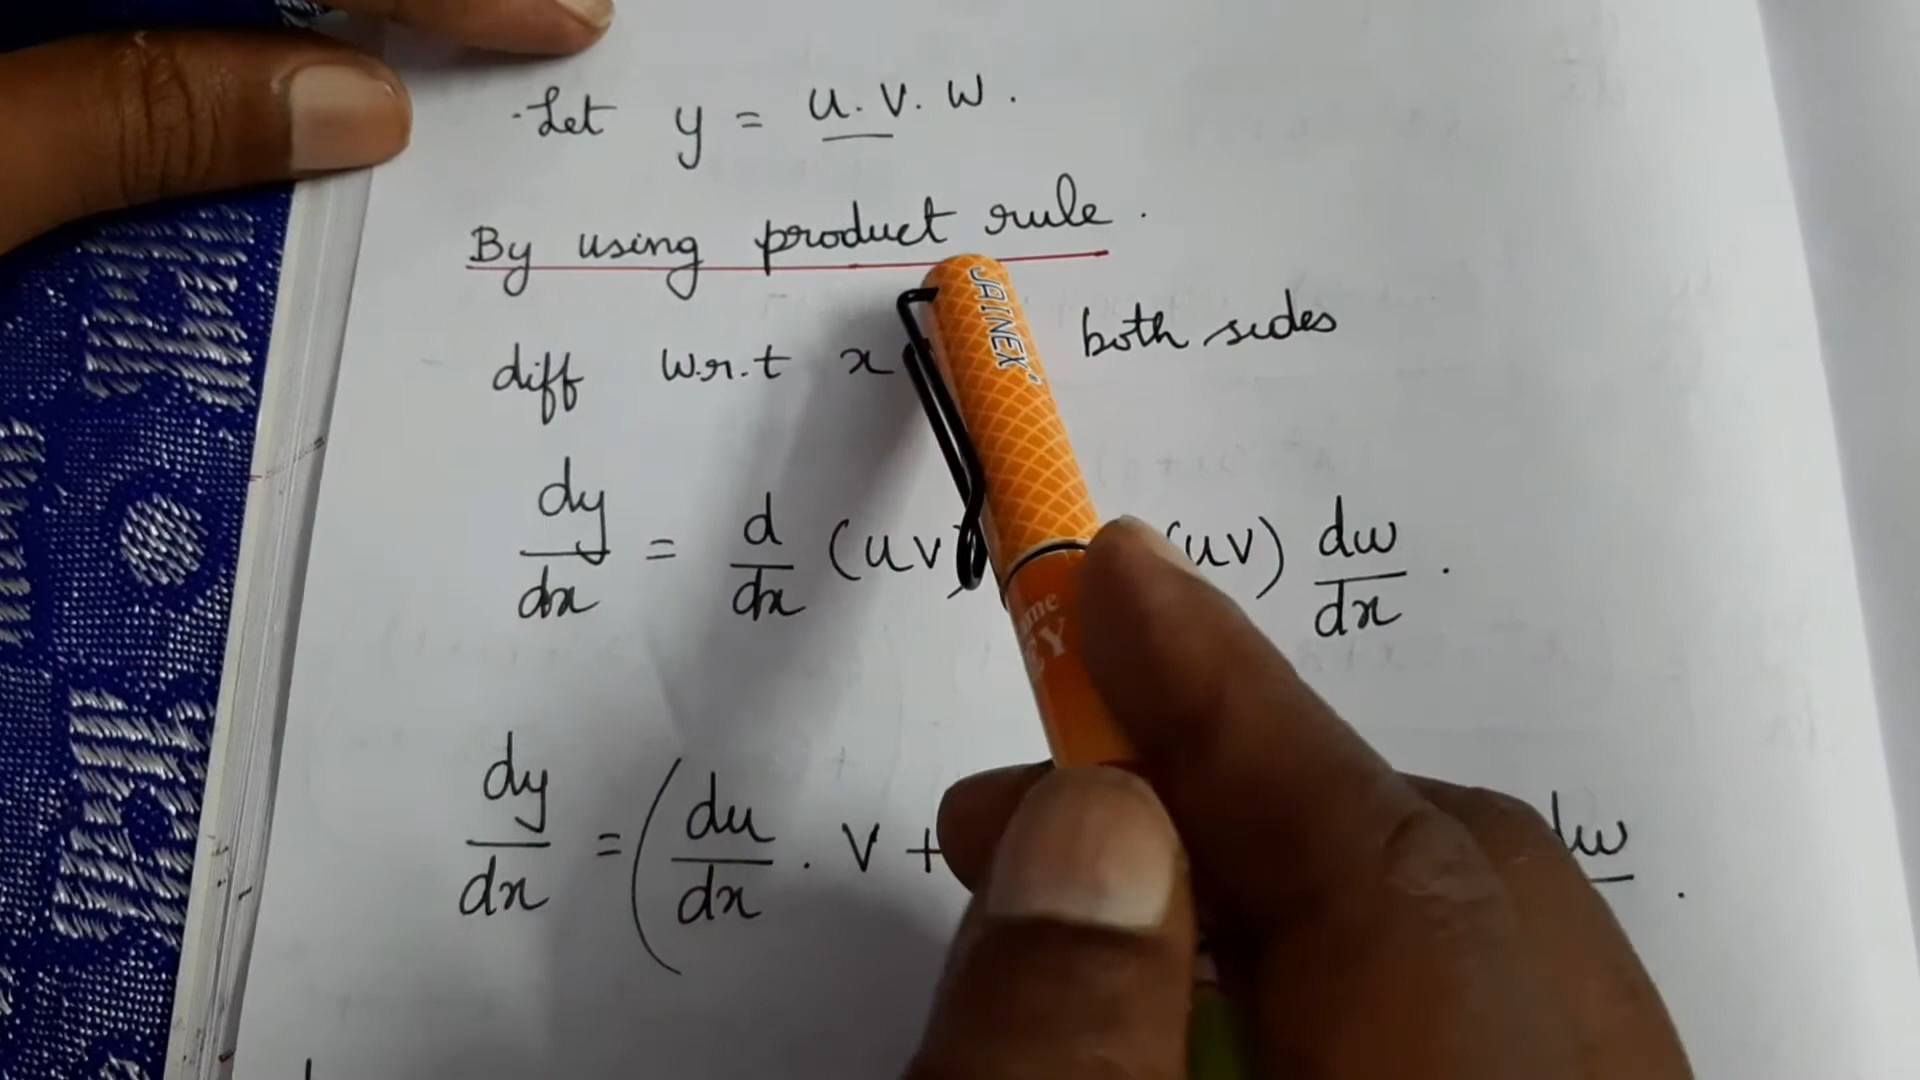 Let y = u. v. w.
By using product rule.
diff w.r.t x both sides
dy/dx = d/dx (uv) (uv) dw/dx .
dy/dx = ( du/dx . v + dw .
JAINEX